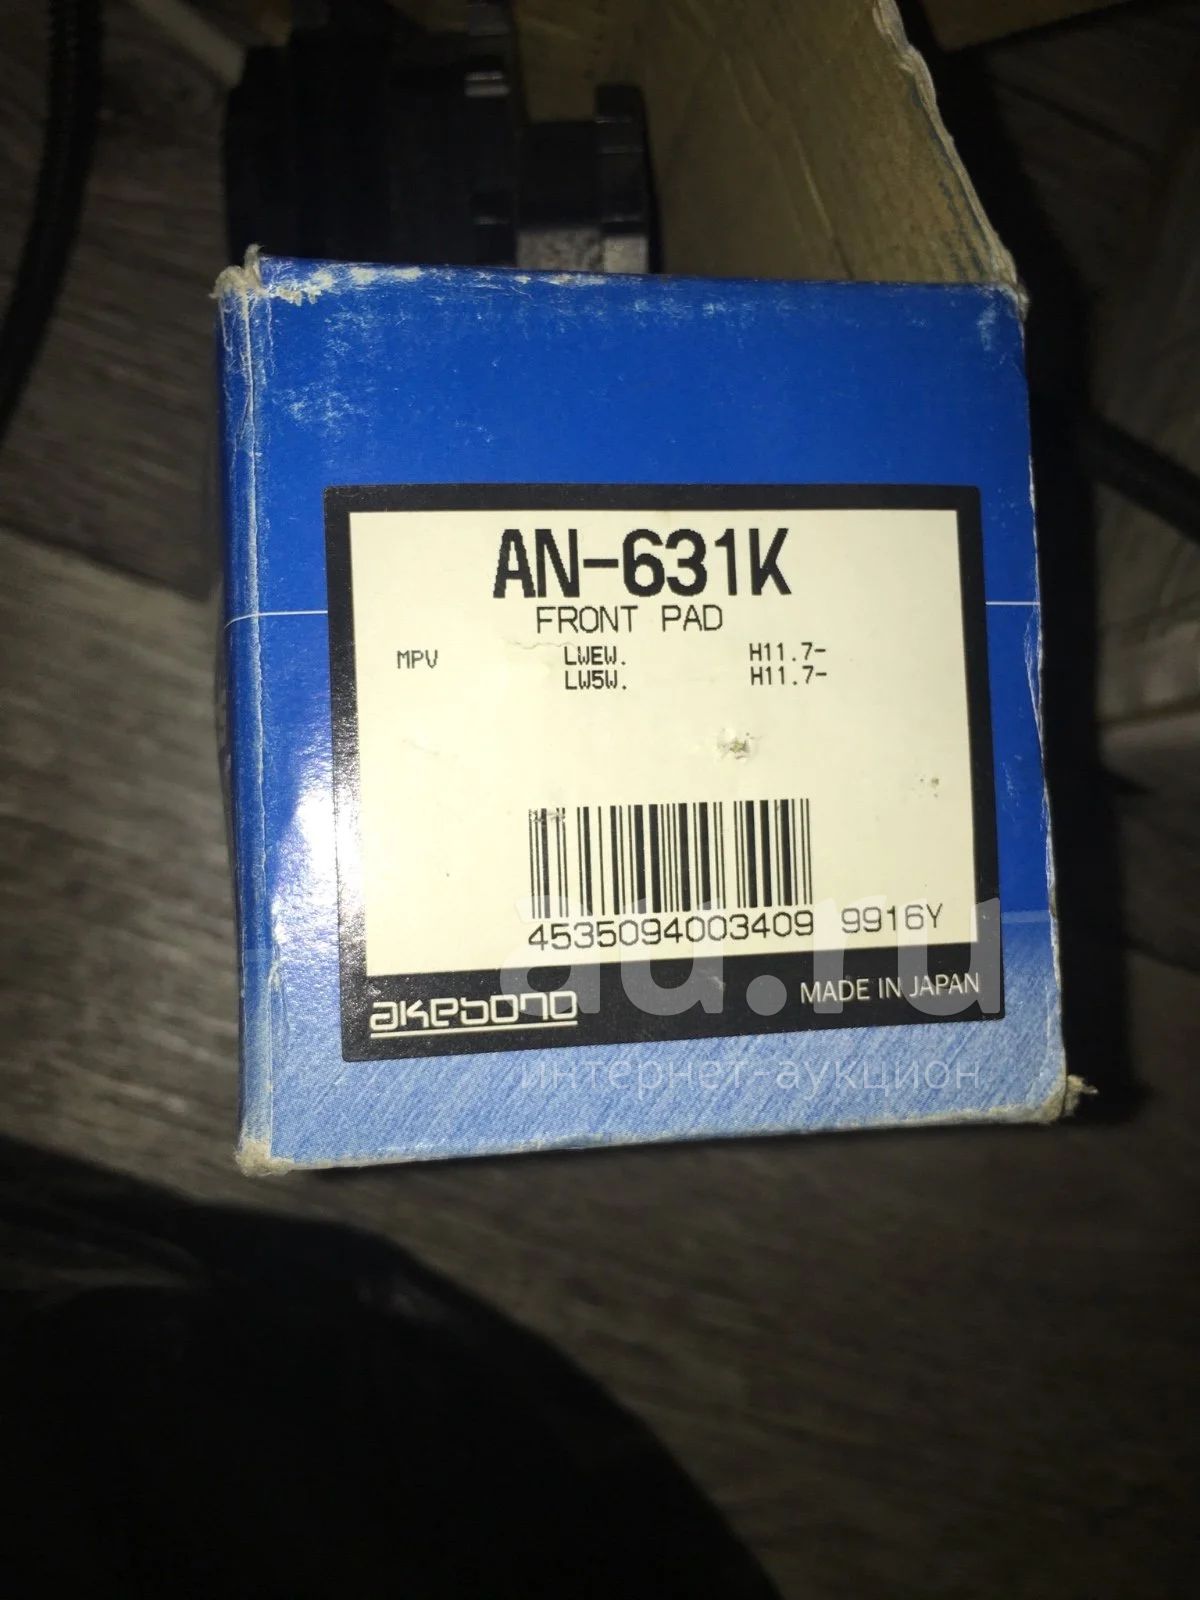 AN-631K
FRONT PAD
MPV LWEW. H11.7-
LW5W. H11.7-
4535094003409 9916Y
akebono MADE IN JAPAN
au.ru
интернет-аукцион